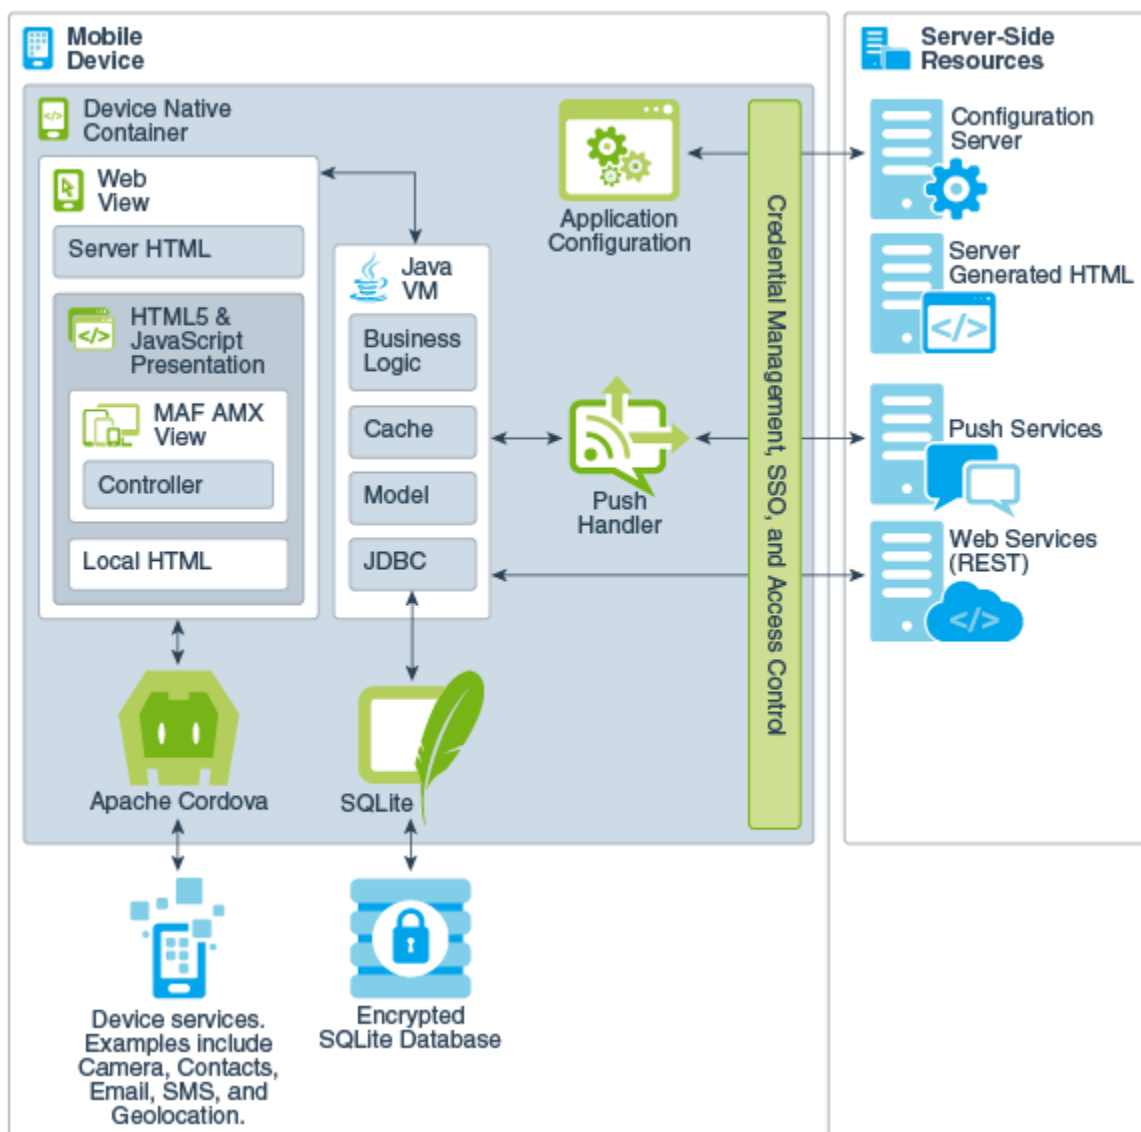 Mobile
Device
Device Native
Container
Web
View
Server HTML
HTML5 &
JavaScript
Presentation
MAF AMX
View
Controller
Local HTML
Java
VM
Business
Logic
Cache
Model
JDBC
Application
Configuration
Push
Handler
Credential Management, SSO, and Access Control
Apache Cordova
SQLite
Device services.
Examples include
Camera, Contacts,
Email, SMS, and
Geolocation.
Encrypted
SQLite Database
Server-Side
Resources
Configuration
Server
Server
Generated HTML
</>
Push Services
Web Services
(REST)
</>